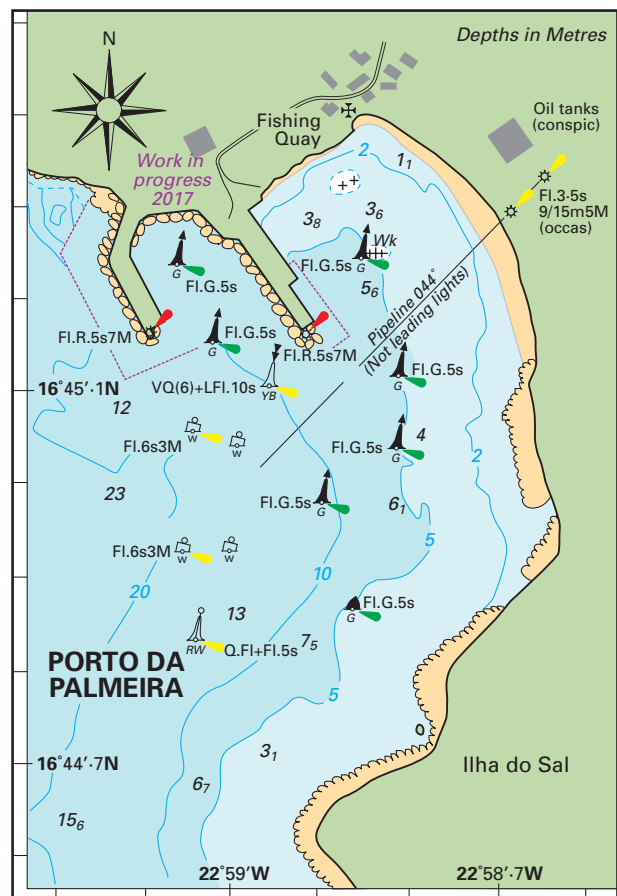 N
Depths in Metres
Oil tanks
(conspic)
Fishing
Quay
Work in
progress
2017
2
1₁
Fl.3·5s
9/15m5M
(occas)
3₈
3₆
Wk
G
Fl.G.5s
5₆
G
Fl.G.5s
Pipeline 044°
(Not leading lights)
Fl.R.5s7M
Fl.G.5s
G
Fl.R.5s7M
Fl.G.5s
G
16°45'·1N
VQ(6)+LFl.10s
YB
12
Fl.6s3M
W
W
Fl.G.5s
G
4
2
23
Fl.G.5s
G
6₁
5
Fl.6s3M
W
W
10
20
Fl.G.5s
G
13
RW
Q.Fl+Fl.5s
7₅
PORTO DA
PALMEIRA
5
3₁
16°44'·7N
Ilha do Sal
6₇
15₆
22°59'W
22°58'·7W